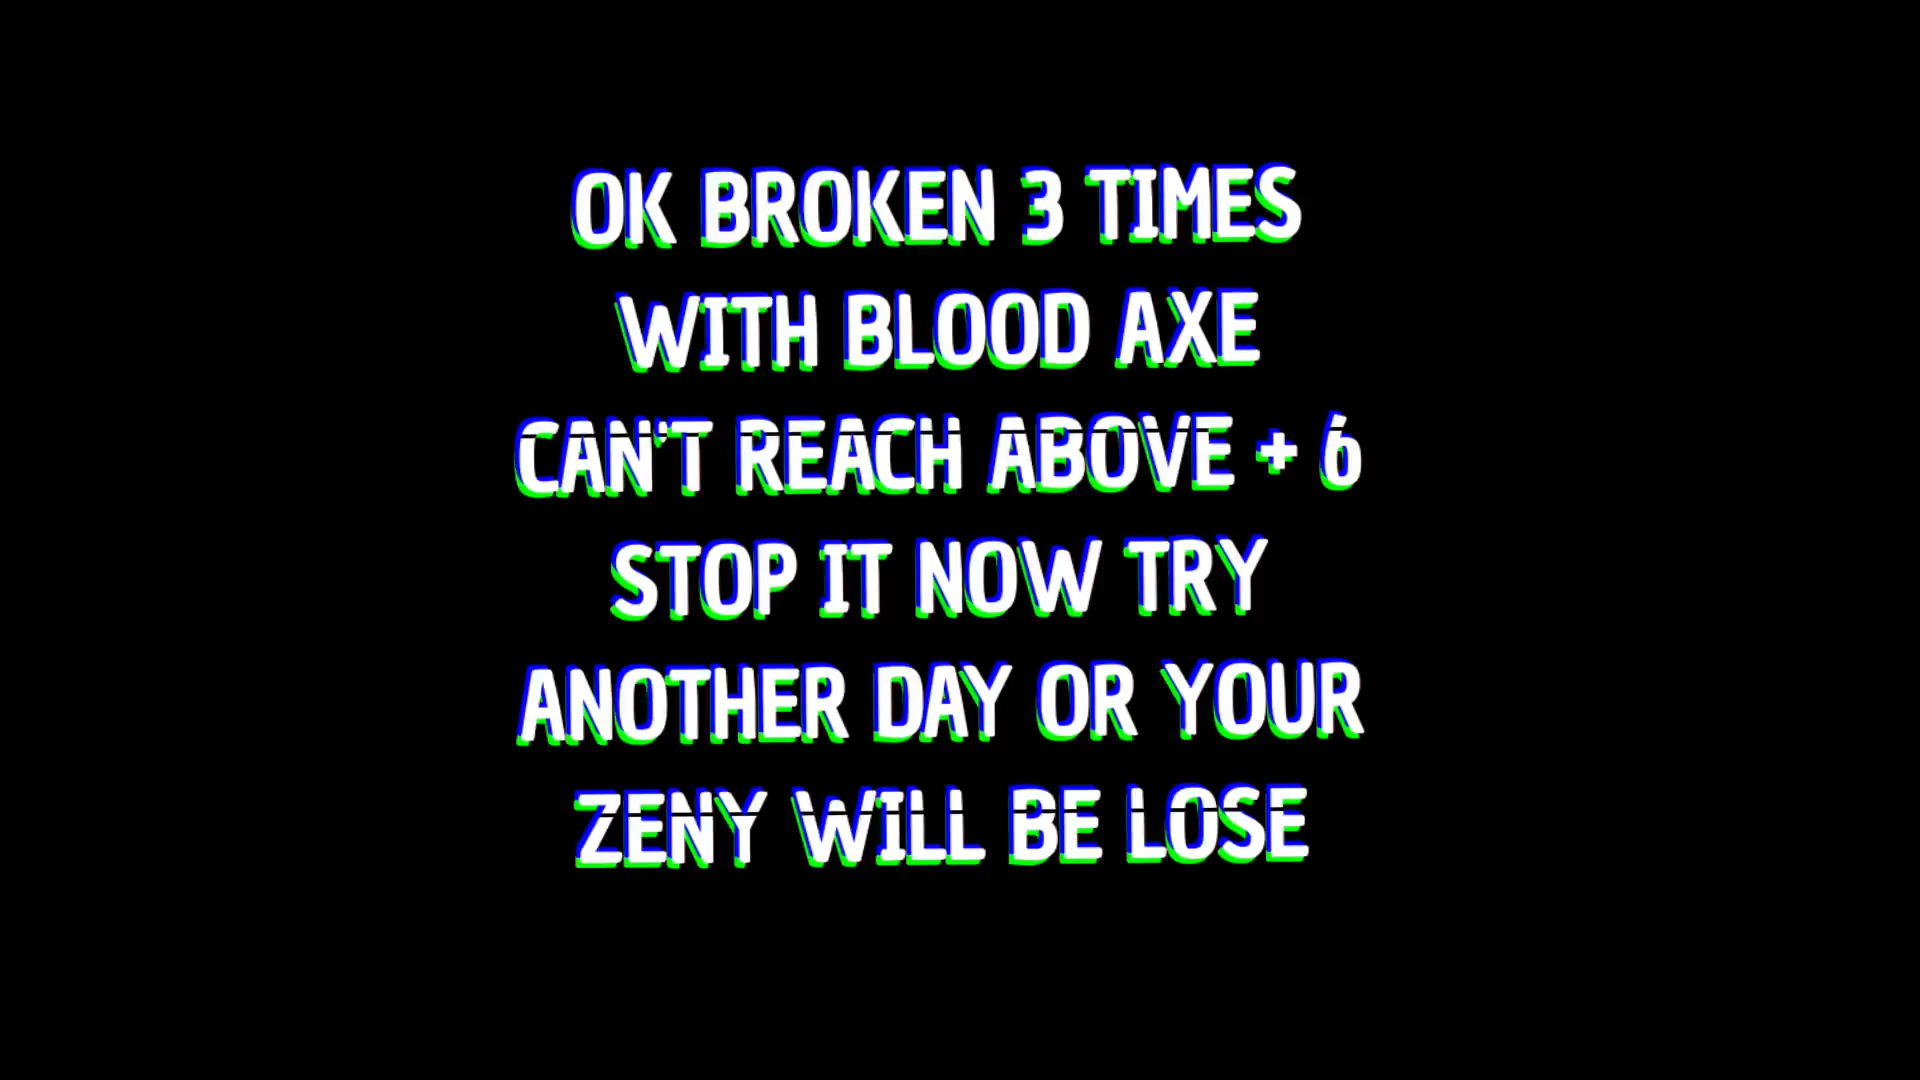 OK BROKEN 3 TIMES
WITH BLOOD AXE
CAN'T REACH ABOVE + 6
STOP IT NOW TRY
ANOTHER DAY OR YOUR
ZENY WILL BE LOSE